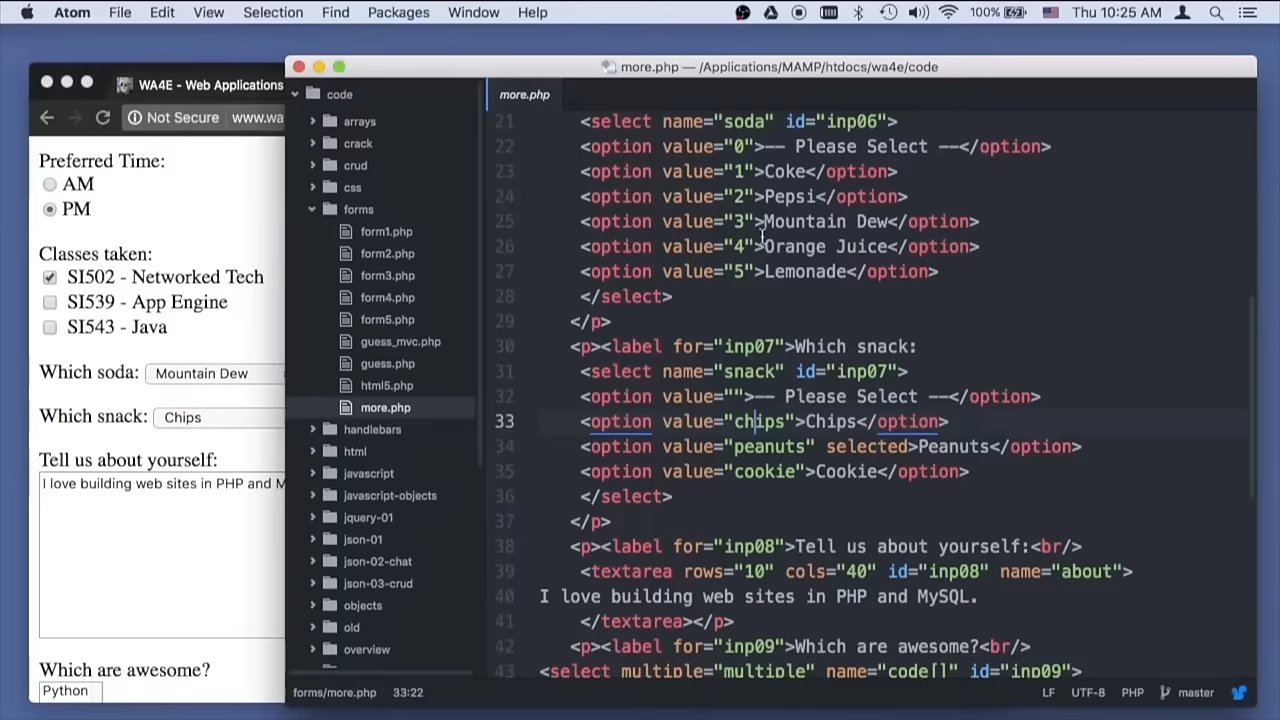 Atom File Edit View Selection Find Packages Window Help 100% Thu 10:25 AM
more.php — /Applications/MAMP/htdocs/wa4e/code
WA4E - Web Applications
Not Secure www.wa
Preferred Time:
AM
PM
Classes taken:
SI502 - Networked Tech
SI539 - App Engine
SI543 - Java
Which soda: Mountain Dew
Which snack: Chips
Tell us about yourself:
I love building web sites in PHP and M
Which are awesome?
Python
code
arrays
crack
crud
css
forms
form1.php
form2.php
form3.php
form4.php
form5.php
guess_mvc.php
guess.php
html5.php
more.php
handlebars
html
javascript
javascript-objects
jquery-01
json-01
json-02-chat
json-03-crud
objects
old
overview
more.php
21 <select name="soda" id="inp06">
22 <option value="0">-- Please Select --</option>
23 <option value="1">Coke</option>
24 <option value="2">Pepsi</option>
25 <option value="3">Mountain Dew</option>
26 <option value="4">Orange Juice</option>
27 <option value="5">Lemonade</option>
28 </select>
29 </p>
30 <p><label for="inp07">Which snack:
31 <select name="snack" id="inp07">
32 <option value="">-- Please Select --</option>
33 <option value="chips">Chips</option>
34 <option value="peanuts" selected>Peanuts</option>
35 <option value="cookie">Cookie</option>
36 </select>
37 </p>
38 <p><label for="inp08">Tell us about yourself:<br/>
39 <textarea rows="10" cols="40" id="inp08" name="about">
40 I love building web sites in PHP and MySQL.
41 </textarea></p>
42 <p><label for="inp09">Which are awesome?<br/>
43 <select multiple="multiple" name="code[]" id="inp09">
forms/more.php 33:22 LF UTF-8 PHP master